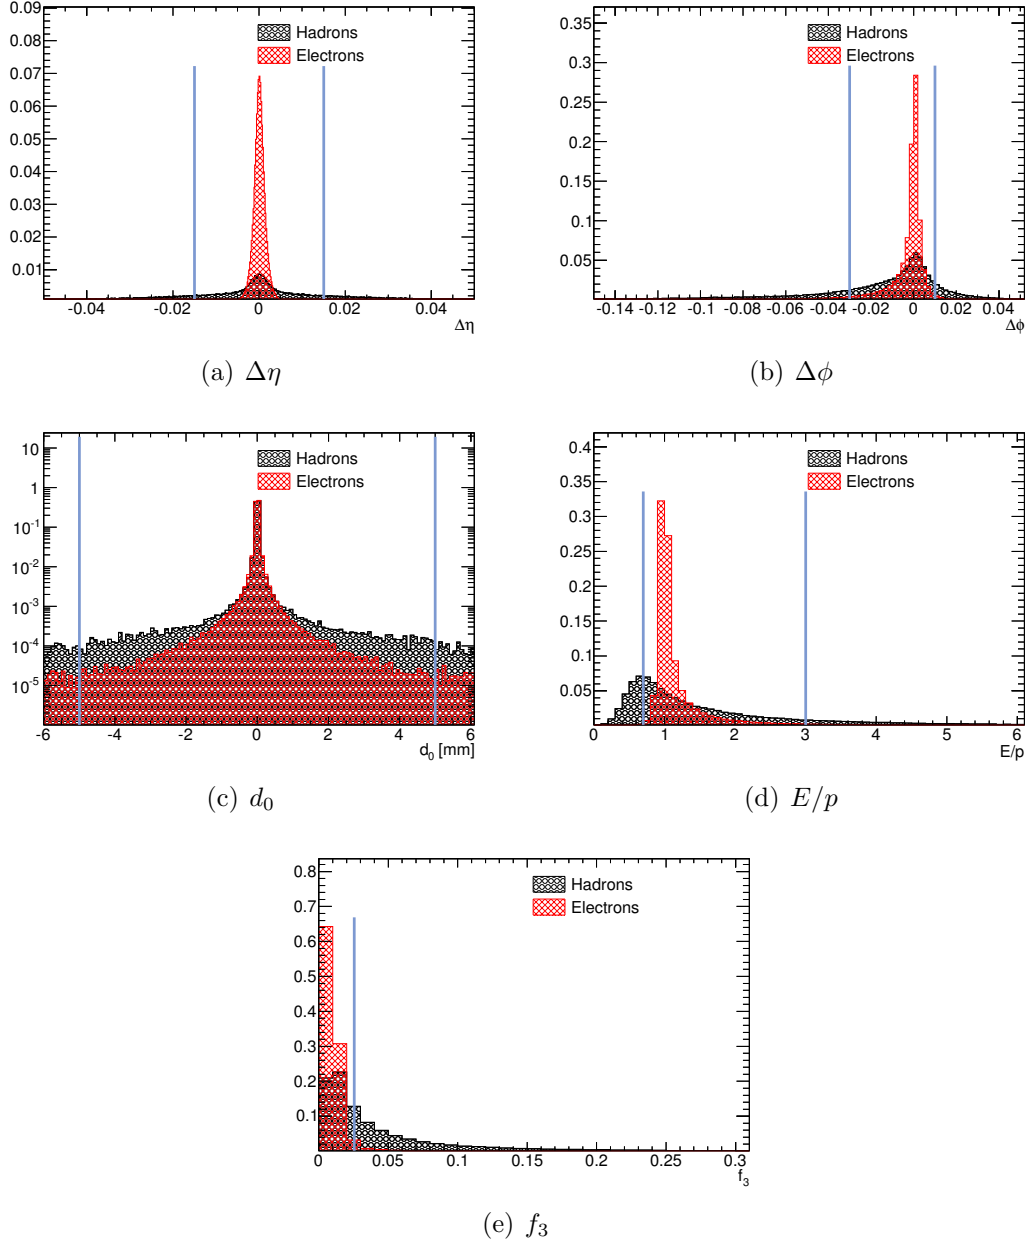 0.09
0.08
0.07
0.06
0.05
0.04
0.03
0.02
0.01
Hadrons
Electrons
-0.04 -0.02 0 0.02 0.04
Δη
(a) Δη
0.35
0.3
0.25
0.2
0.15
0.1
0.05
Hadrons
Electrons
-0.14 -0.12 -0.1 -0.08 -0.06 -0.04 -0.02 0 0.02 0.04
Δϕ
(b) Δϕ
10
1
10⁻¹
10⁻²
10⁻³
10⁻⁴
10⁻⁵
Hadrons
Electrons
-6 -4 -2 0 2 4 6
d₀ [mm]
(c) d₀
0.4
0.35
0.3
0.25
0.2
0.15
0.1
0.05
Hadrons
Electrons
0 1 2 3 4 5 6
E/p
(d) E/p
0.8
0.7
0.6
0.5
0.4
0.3
0.2
0.1
Hadrons
Electrons
0 0.05 0.1 0.15 0.2 0.25 0.3
f₃
(e) f₃